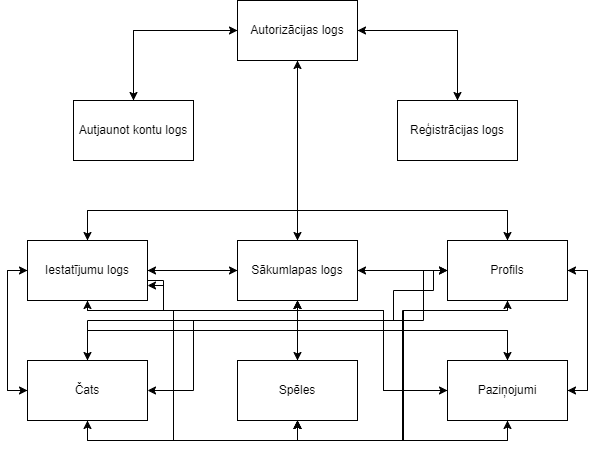 Autorizācijas logs
Autjaunot kontu logs
Reģistrācijas logs
Iestatījumu logs
Sākumlapas logs
Profils
Čats
Spēles
Paziņojumi